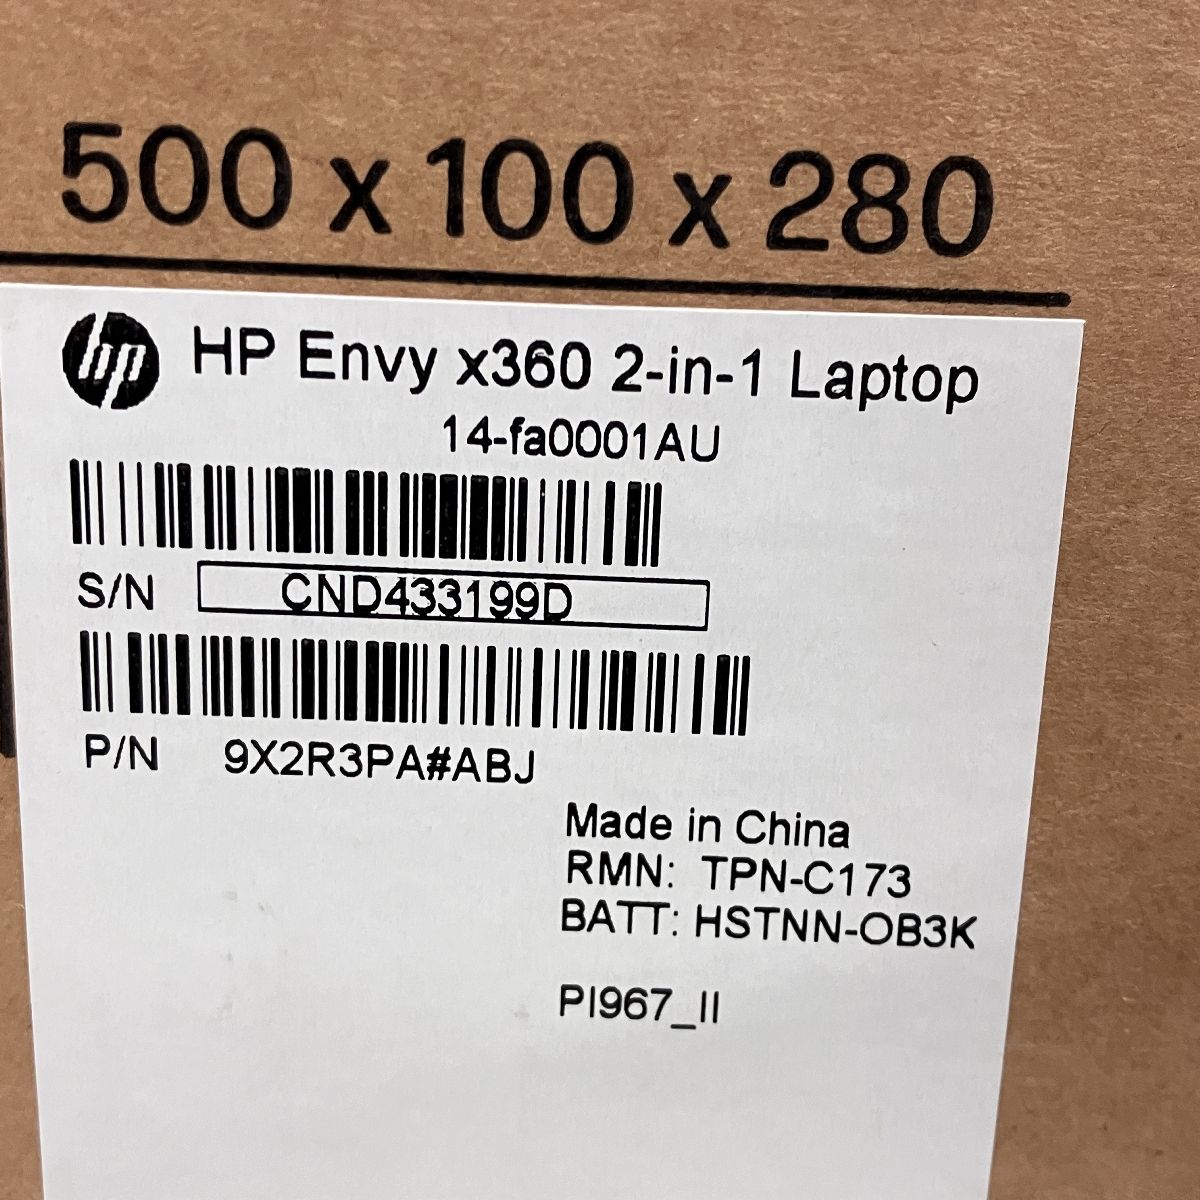 500 x 100 x 280
hp HP Envy x360 2-in-1 Laptop
14-fa0001AU
S/N CND433199D
P/N 9X2R3PA#ABJ
Made in China
RMN: TPN-C173
BATT: HSTNN-OB3K
PI967_II